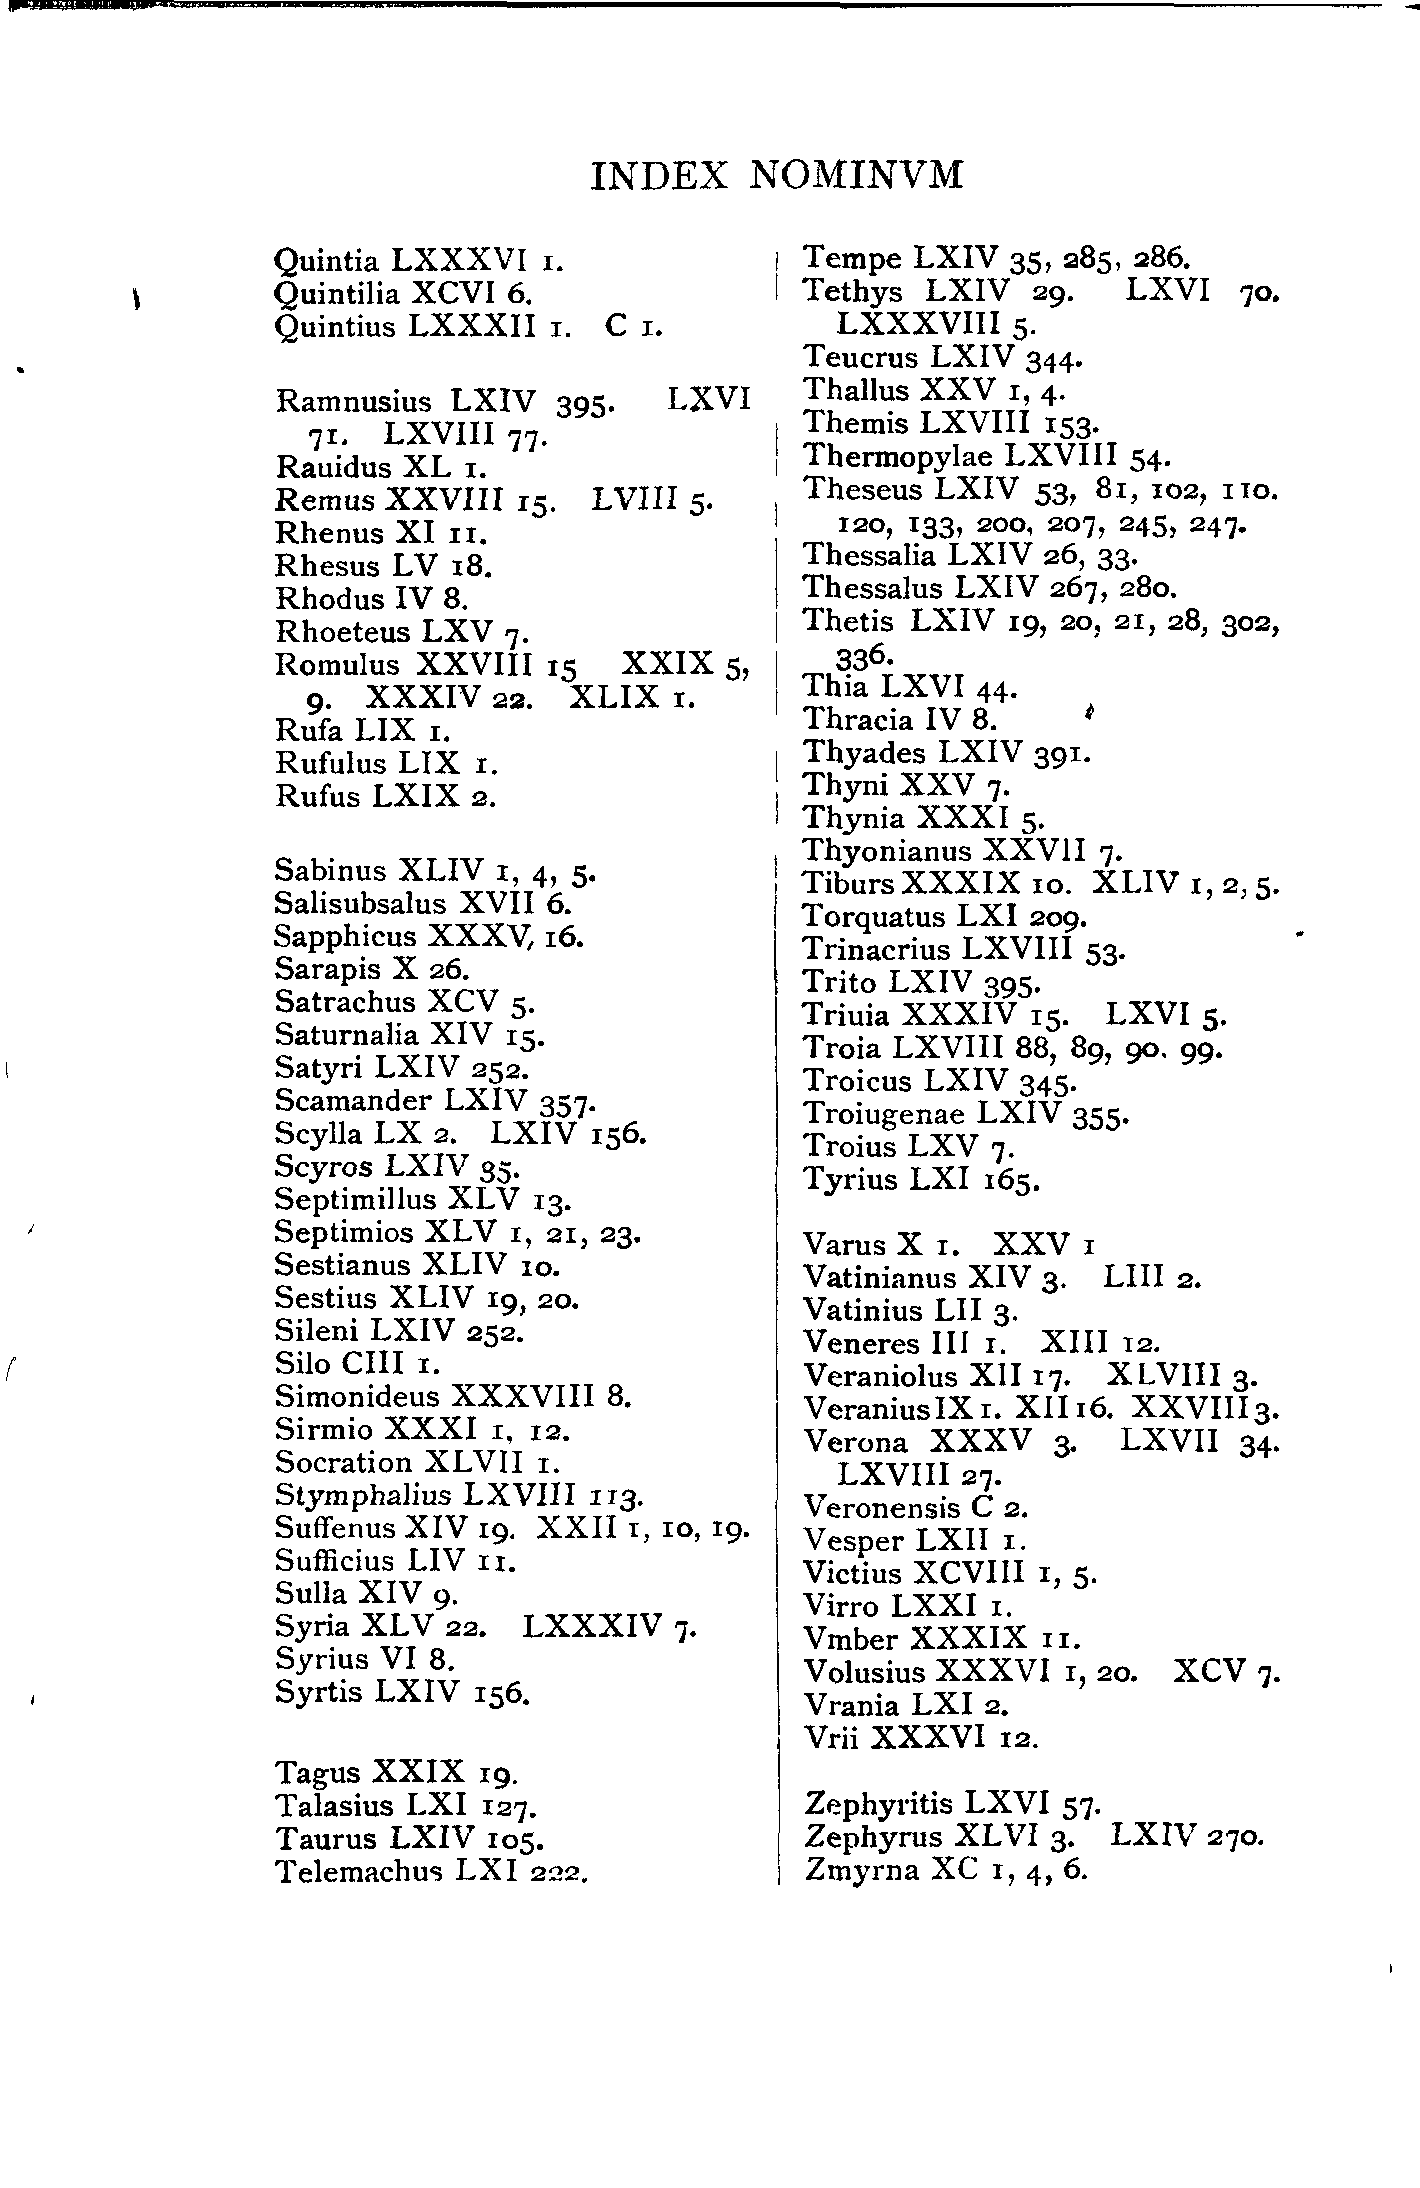 INDEX NOMINVM
Quintia LXXXVI 1.
Quintilia XCVI 6.
Quintius LXXXII 1. C 1.
Ramnusius LXIV 395. LXVI
71. LXVIII 77.
Rauidus XL 1.
Remus XXVIII 15. LVIII 5.
Rhenus XI 11.
Rhesus LV 18.
Rhodus IV 8.
Rhoeteus LXV 7.
Romulus XXVIII 15 XXIX 5,
9. XXXIV 22. XLIX 1.
Rufa LIX 1.
Rufulus LIX 1.
Rufus LXIX 2.
Sabinus XLIV 1, 4, 5.
Salisubsalus XVII 6.
Sapphicus XXXV, 16.
Sarapis X 26.
Satrachus XCV 5.
Saturnalia XIV 15.
Satyri LXIV 252.
Scamander LXIV 357.
Scylla LX 2. LXIV 156.
Scyros LXIV 35.
Septimillus XLV 13.
Septimios XLV 1, 21, 23.
Sestianus XLIV 10.
Sestius XLIV 19, 20.
Sileni LXIV 252.
Silo CIII 1.
Simonideus XXXVIII 8.
Sirmio XXXI 1, 12.
Socration XLVII 1.
Stymphalius LXVIII 113.
Suffenus XIV 19. XXII 1, 10, 19.
Sufficius LIV 11.
Sulla XIV 9.
Syria XLV 22. LXXXIV 7.
Syrius VI 8.
Syrtis LXIV 156.
Tagus XXIX 19.
Talasius LXI 127.
Taurus LXIV 105.
Telemachus LXI 222.
Tempe LXIV 35, 285, 286.
Tethys LXIV 29. LXVI 70.
LXXXVIII 5.
Teucrus LXIV 344.
Thallus XXV 1, 4.
Themis LXVIII 153.
Thermopylae LXVIII 54.
Theseus LXIV 53, 81, 102, 110.
120, 133, 200, 207, 245, 247.
Thessalia LXIV 26, 33.
Thessalus LXIV 267, 280.
Thetis LXIV 19, 20, 21, 28, 302,
336.
Thia LXVI 44.
Thracia IV 8.
Thyades LXIV 391.
Thyni XXV 7.
Thynia XXXI 5.
Thyonianus XXVII 7.
Tiburs XXXIX 10. XLIV 1, 2, 5.
Torquatus LXI 209.
Trinacrius LXVIII 53.
Trito LXIV 395.
Triuia XXXIV 15. LXVI 5.
Troia LXVIII 88, 89, 90. 99.
Troicus LXIV 345.
Troiugenae LXIV 355.
Troius LXV 7.
Tyrius LXI 165.
Varus X 1. XXV 1
Vatinianus XIV 3. LIII 2.
Vatinius LII 3.
Veneres III 1. XIII 12.
Veraniolus XII 17. XLVIII 3.
Veranius IX 1. XII 16. XXVIII 3.
Verona XXXV 3. LXVII 34.
LXVIII 27.
Veronensis C 2.
Vesper LXII 1.
Victius XCVIII 1, 5.
Virro LXXI 1.
Vmber XXXIX 11.
Volusius XXXVI 1, 20. XCV 7.
Vrania LXI 2.
Vrii XXXVI 12.
Zephyritis LXVI 57.
Zephyrus XLVI 3. LXIV 270.
Zmyrna XC 1, 4, 6.